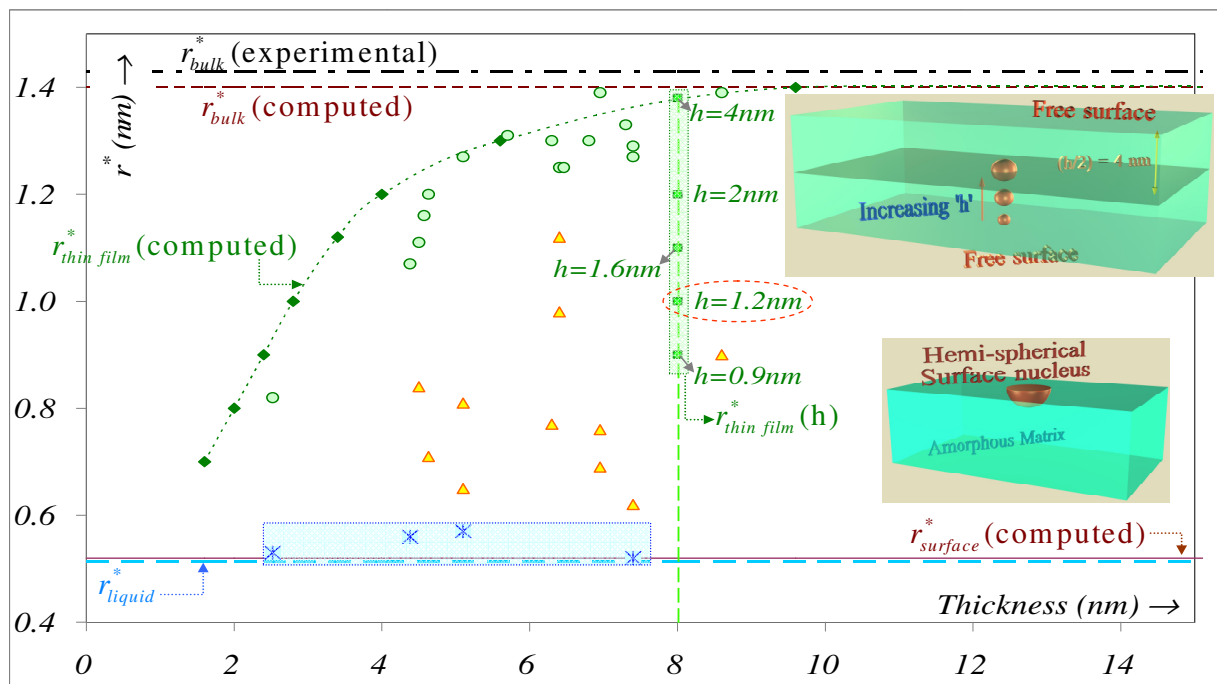 r*bulk (experimental)
r* (nm) →
1.4
r*bulk (computed)
h=4nm
Free surface
(h/2) = 4 nm
1.2
h=2nm
Increasing 'h'
r*thin film (computed)
h=1.6nm
Free surface
1.0
h=1.2nm
h=0.9nm
Hemi-spherical
Surface nucleus
0.8
r*thin film (h)
Amorphous Matrix
0.6
r*surface (computed)
r*liquid
Thickness (nm) →
0.4
0 2 4 6 8 10 12 14